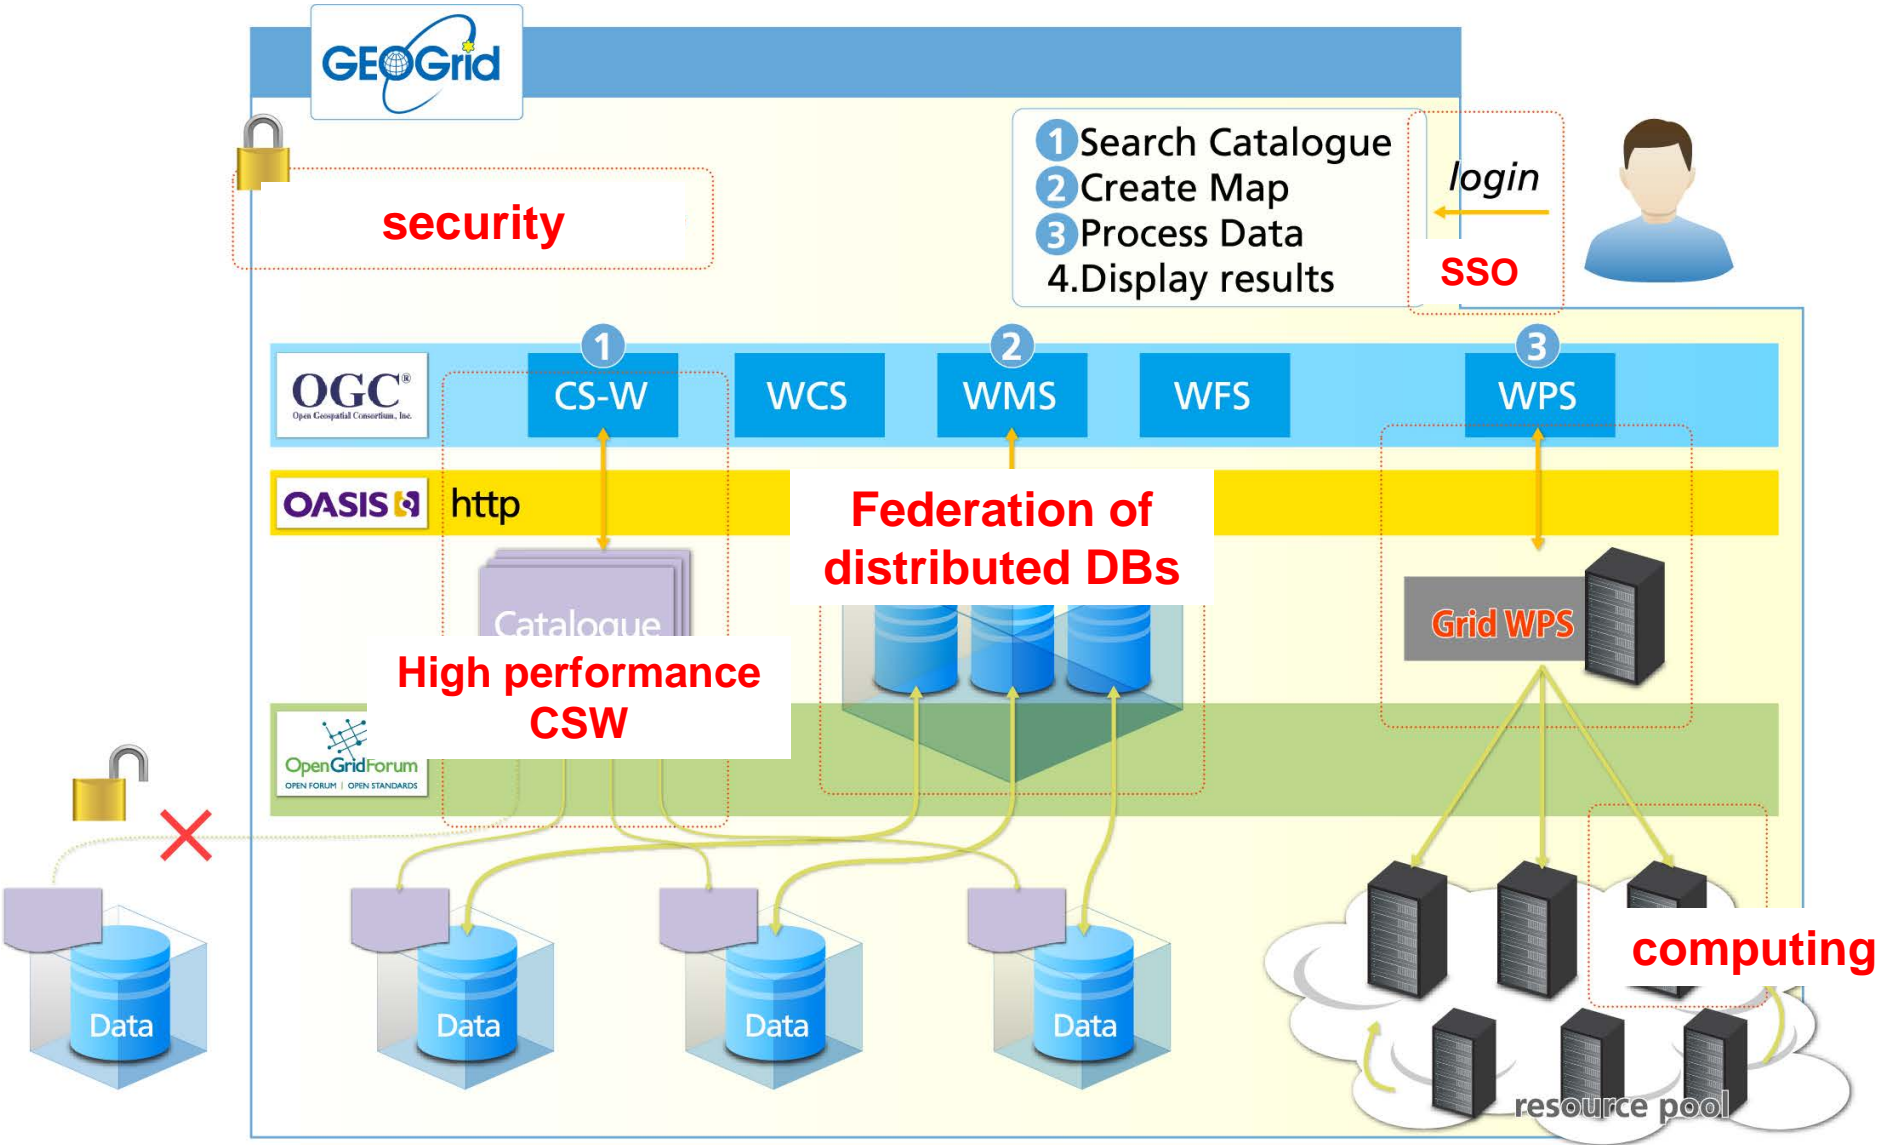 GEOGrid
1 Search Catalogue
2 Create Map
3 Process Data
4.Display results
login
SSO
security
1
2
3
OGC®
Open Geospatial Consortium, Inc.
CS-W
WCS
WMS
WFS
WPS
OASIS
http
Federation of
distributed DBs
Catalogue
High performance
CSW
Grid WPS
OpenGridForum
OPEN FORUM | OPEN STANDARDS
computing
Data
Data
Data
Data
resource pool